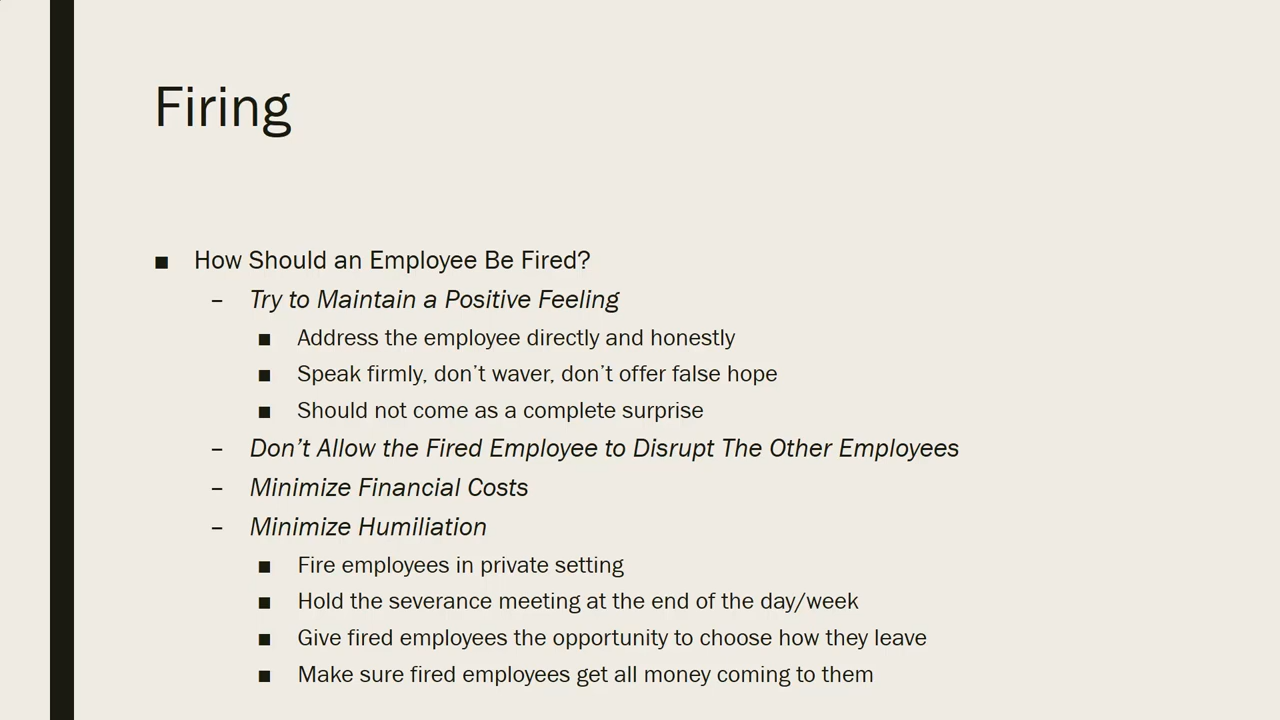 Firing
■ How Should an Employee Be Fired?
– Try to Maintain a Positive Feeling
■ Address the employee directly and honestly
■ Speak firmly, don’t waver, don’t offer false hope
■ Should not come as a complete surprise
– Don’t Allow the Fired Employee to Disrupt The Other Employees
– Minimize Financial Costs
– Minimize Humiliation
■ Fire employees in private setting
■ Hold the severance meeting at the end of the day/week
■ Give fired employees the opportunity to choose how they leave
■ Make sure fired employees get all money coming to them